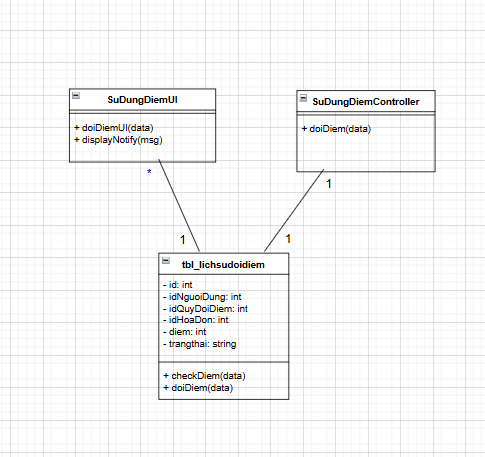 SuDungDiemUI
+ doiDiemUI(data)
+ displayNotify(msg)
SuDungDiemController
+ doiDiem(data)
*
1
1
1
tbl_lichsudoidiem
- id: int
- idNguoiDung: int
- idQuyDoiDiem: int
- idHoaDon: int
- diem: int
- trangthai: string
+ checkDiem(data)
+ doiDiem(data)